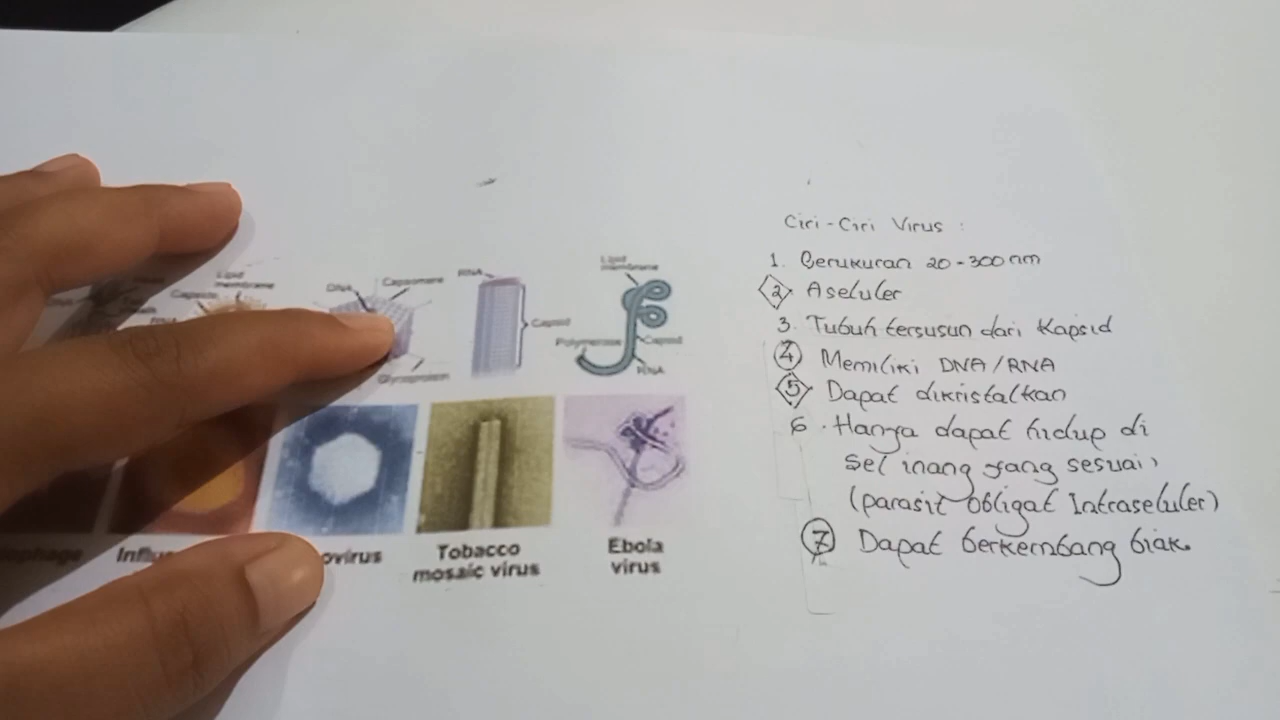 Lipid
membrane
DNA
Capsomere
Glycoprotein
RNA
Capsid
Lipid
membrane
Polymerase
Capsid
RNA
Tobacco
mosaic virus
Ebola
virus
Ciri-Ciri Virus :
1. Berukuran 20-300 nm
2. Aseluler
3. Tubuh tersusun dari Kapsid
4 Memiliki DNA/RNA
5. Dapat dikristalkan
6. Hanya dapat hidup di
Sel inang yang sesuai,
(parasit obligat Intraseluler)
7 Dapat berkembang biak.